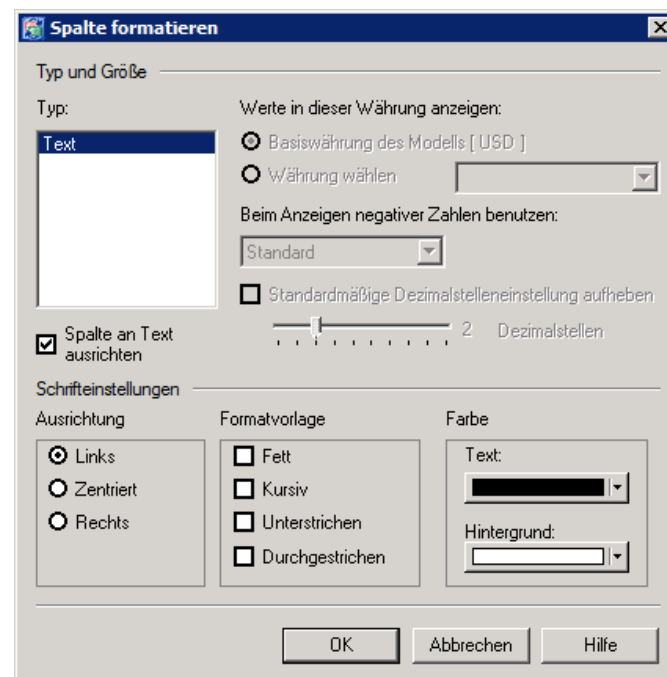 Spalte formatieren
Typ und Größe
Typ:
Text
Spalte an Text
ausrichten
Werte in dieser Währung anzeigen:
Basiswährung des Modells [ USD ]
Währung wählen
Beim Anzeigen negativer Zahlen benutzen:
Standard
Standardmäßige Dezimalstelleneinstellung aufheben
2 Dezimalstellen
Schrifteinstellungen
Ausrichtung
Links
Zentriert
Rechts
Formatvorlage
Fett
Kursiv
Unterstrichen
Durchgestrichen
Farbe
Text:
Hintergrund:
OK
Abbrechen
Hilfe